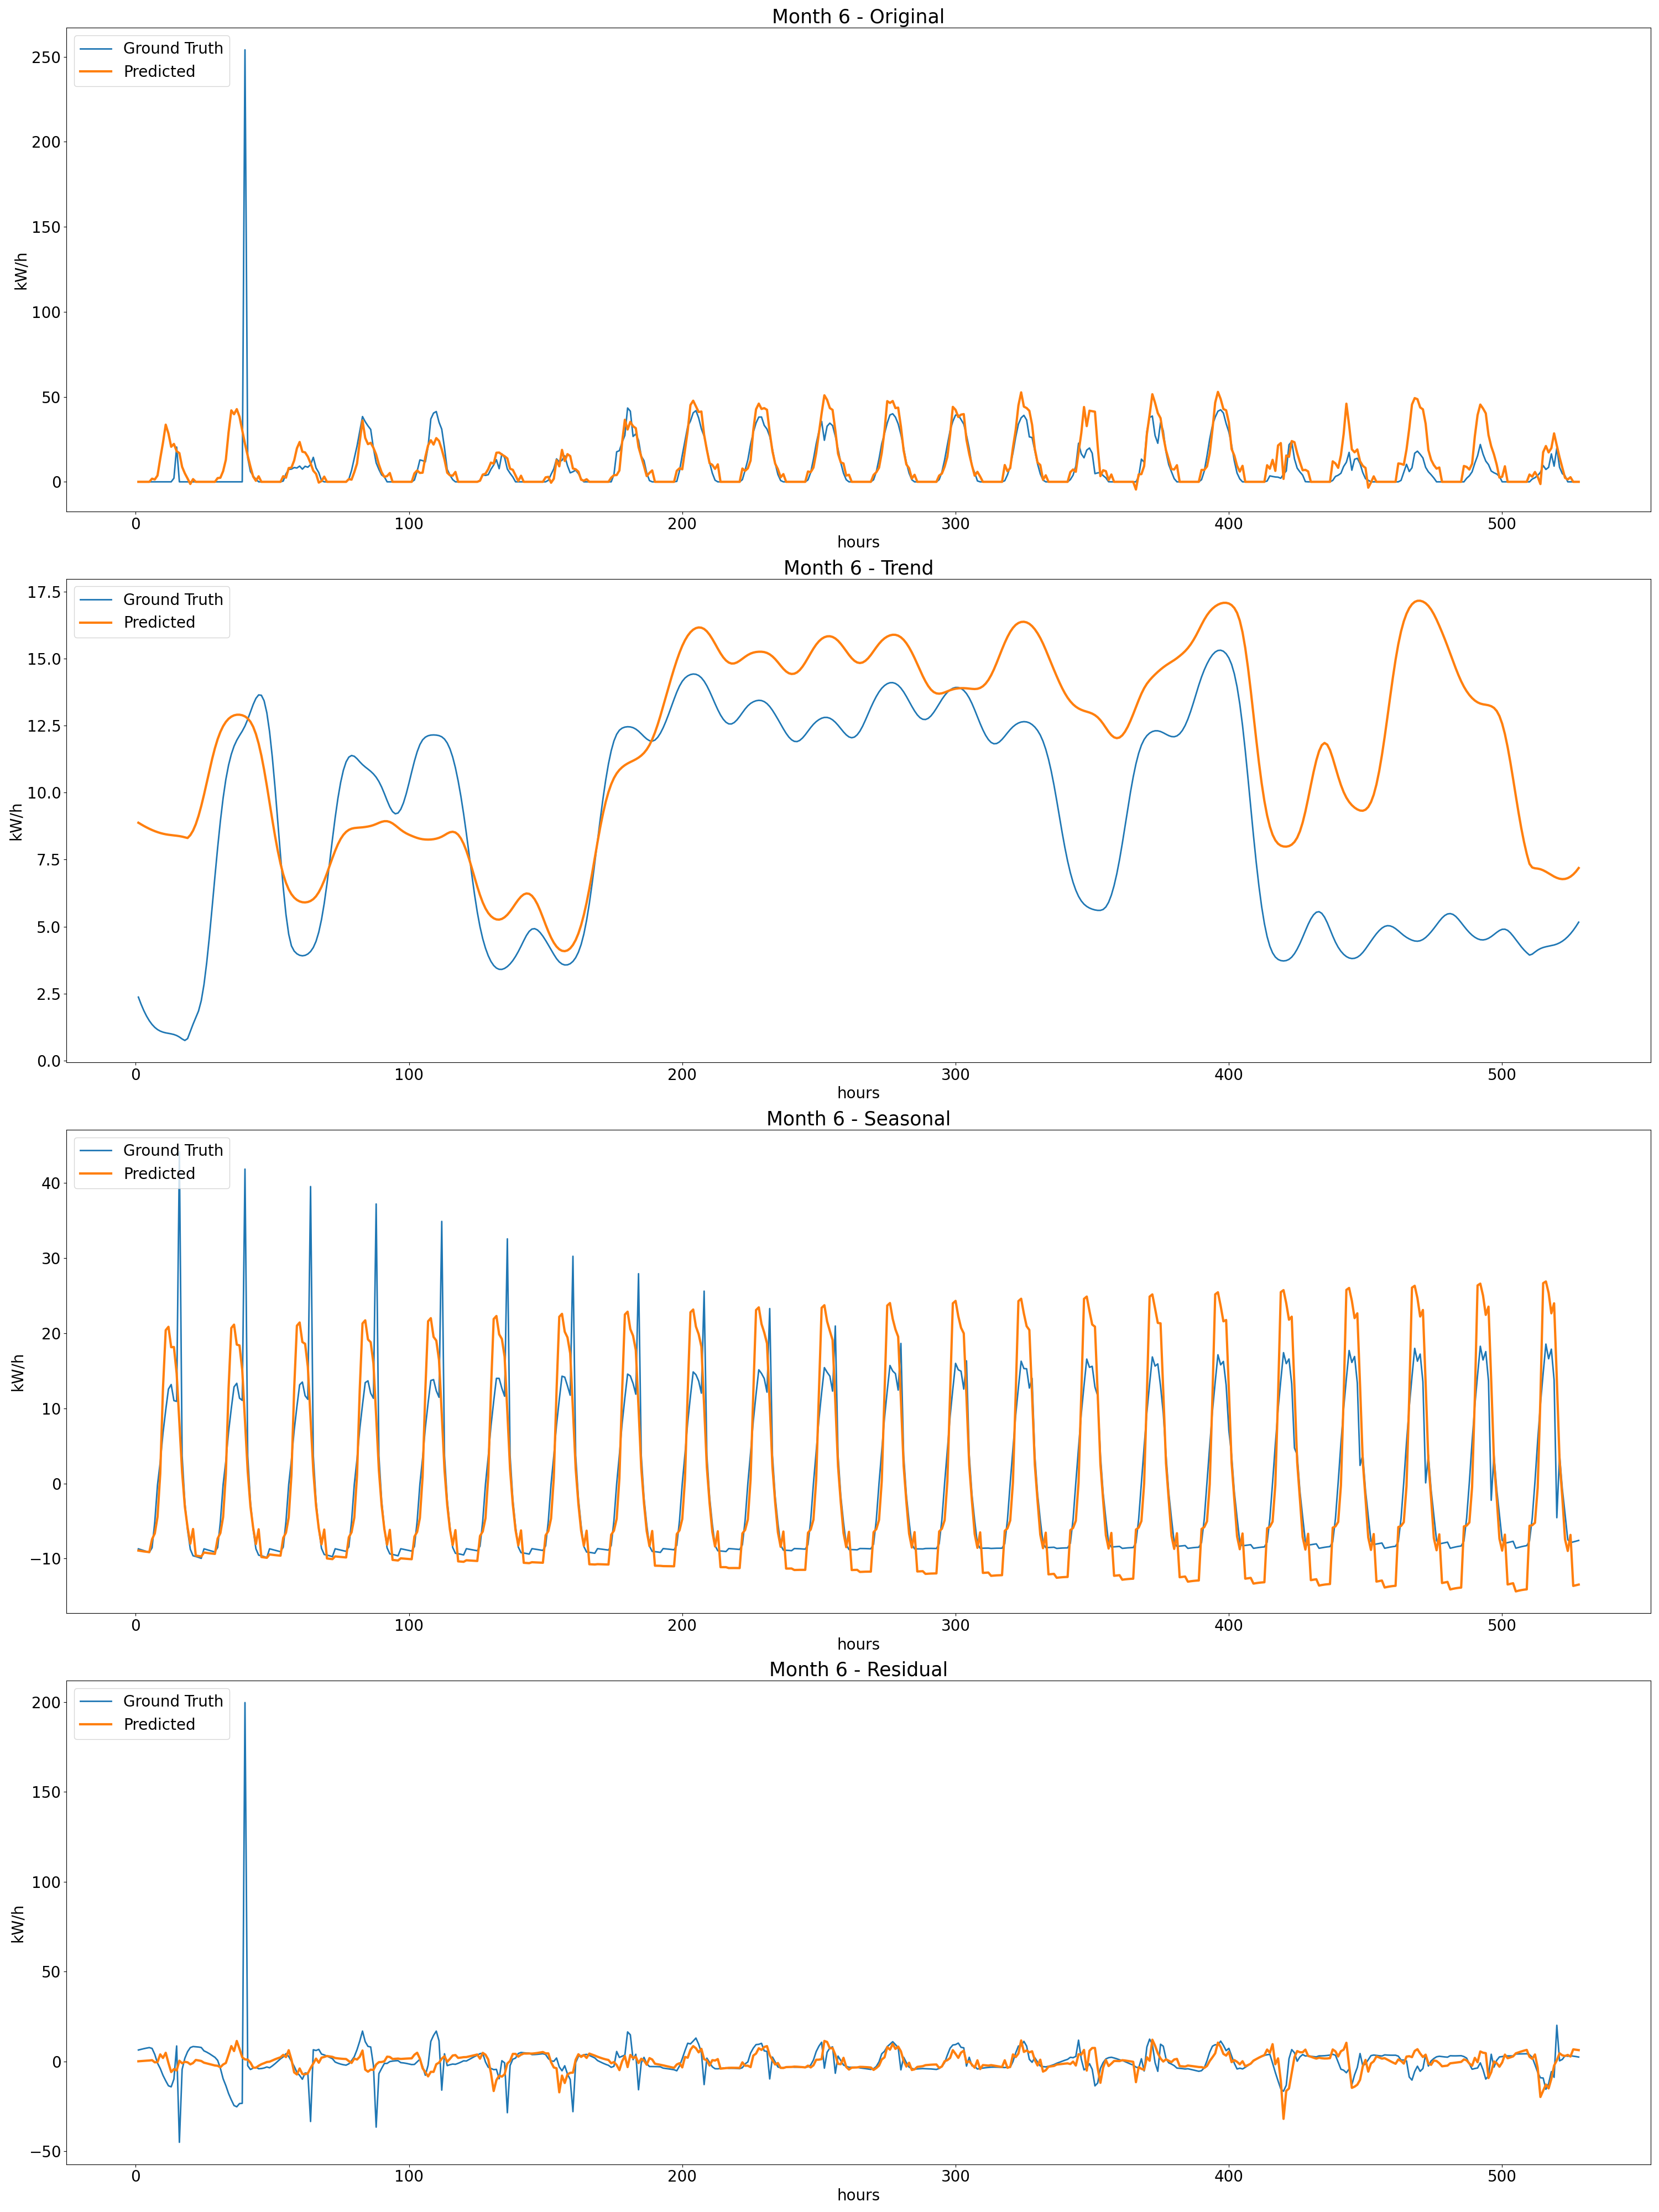 Month 6 - Original
Ground Truth
Predicted
250
200
150
100
50
0
kW/h
0 100 200 300 400 500
hours
Month 6 - Trend
Ground Truth
Predicted
17.5
15.0
12.5
10.0
7.5
5.0
2.5
0.0
kW/h
0 100 200 300 400 500
hours
Month 6 - Seasonal
Ground Truth
Predicted
40
30
20
10
0
−10
kW/h
0 100 200 300 400 500
hours
Month 6 - Residual
Ground Truth
Predicted
200
150
100
50
0
−50
kW/h
0 100 200 300 400 500
hours